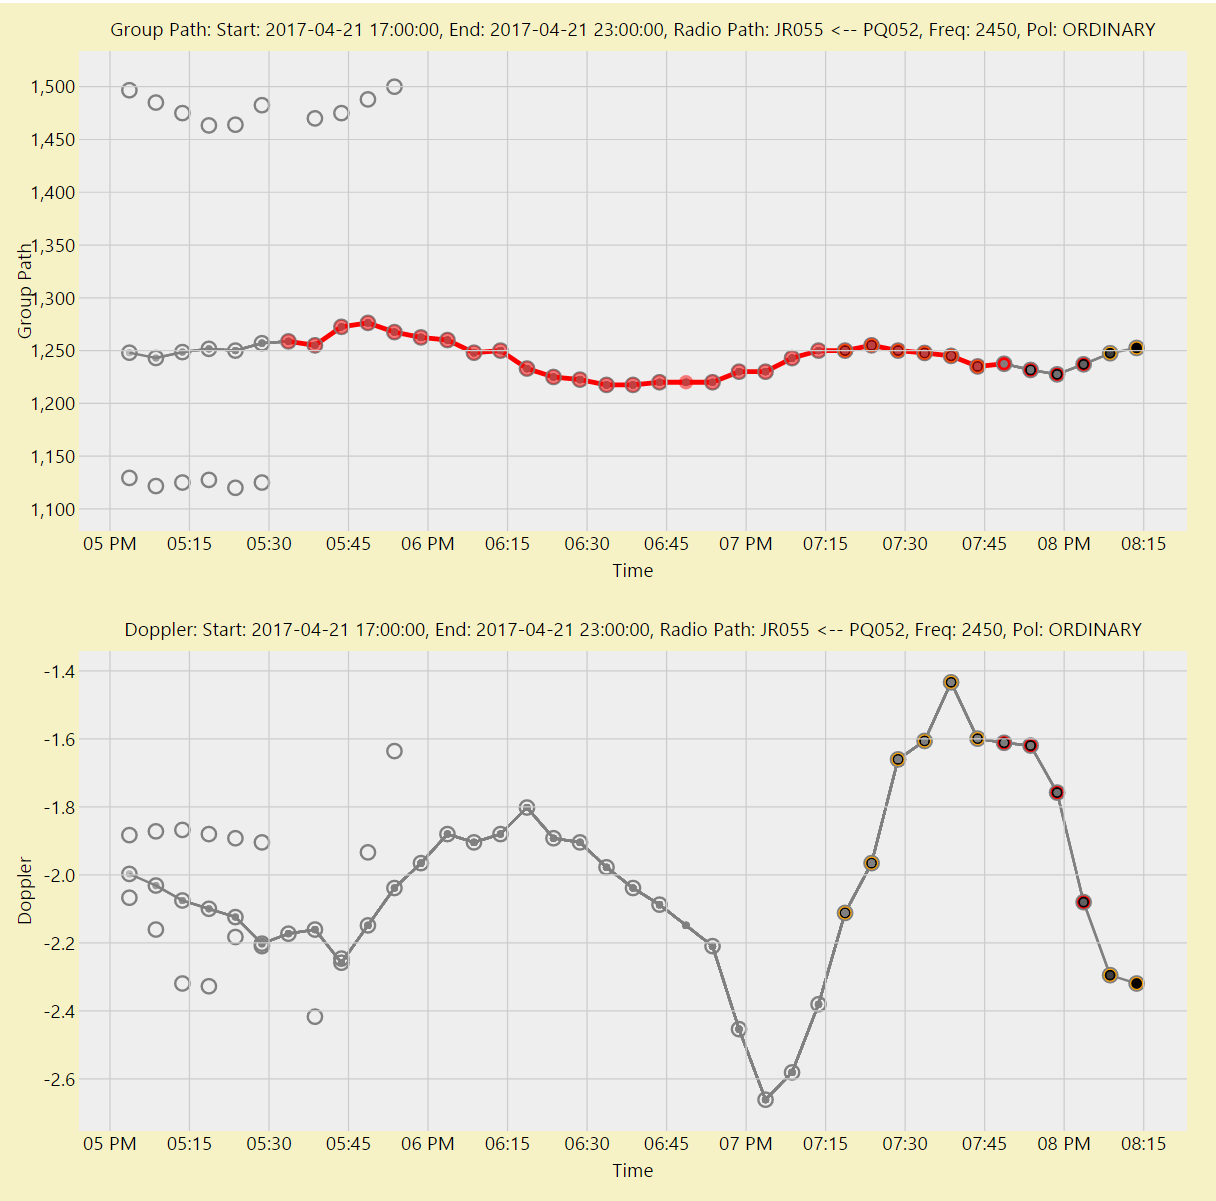 Group Path: Start: 2017-04-21 17:00:00, End: 2017-04-21 23:00:00, Radio Path: JR055 <-- PQ052, Freq: 2450, Pol: ORDINARY
1,500
1,450
1,400
1,350
1,300
1,250
1,200
1,150
1,100
Group Path
05 PM 05:15 05:30 05:45 06 PM 06:15 06:30 06:45 07 PM 07:15 07:30 07:45 08 PM 08:15
Time
Doppler: Start: 2017-04-21 17:00:00, End: 2017-04-21 23:00:00, Radio Path: JR055 <-- PQ052, Freq: 2450, Pol: ORDINARY
-1.4
-1.6
-1.8
-2.0
-2.2
-2.4
-2.6
Doppler
05 PM 05:15 05:30 05:45 06 PM 06:15 06:30 06:45 07 PM 07:15 07:30 07:45 08 PM 08:15
Time